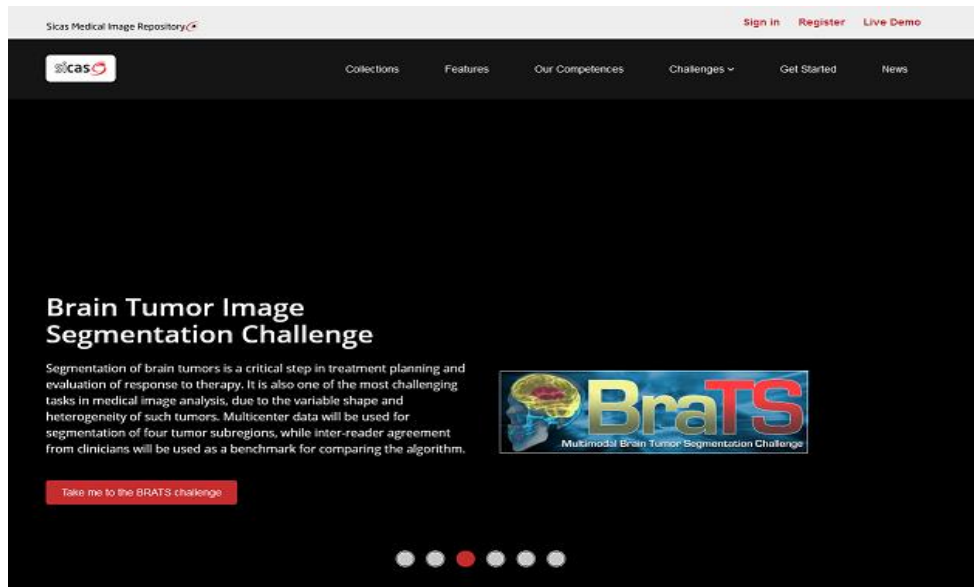 Sicas Medical Image Repository
Sign in Register Live Demo
sicas
Collections Features Our Competences Challenges Get Started News
Brain Tumor Image
Segmentation Challenge
Segmentation of brain tumors is a critical step in treatment planning and
evaluation of response to therapy. It is also one of the most challenging
tasks in medical image analysis, due to the variable shape and
heterogeneity of such tumors. Multicenter data will be used for
segmentation of four tumor subregions, while inter-reader agreement
from clinicians will be used as a benchmark for comparing the algorithm.
BraTS
Multimodal Brain Tumor Segmentation Challenge
Take me to the BRATS challenge